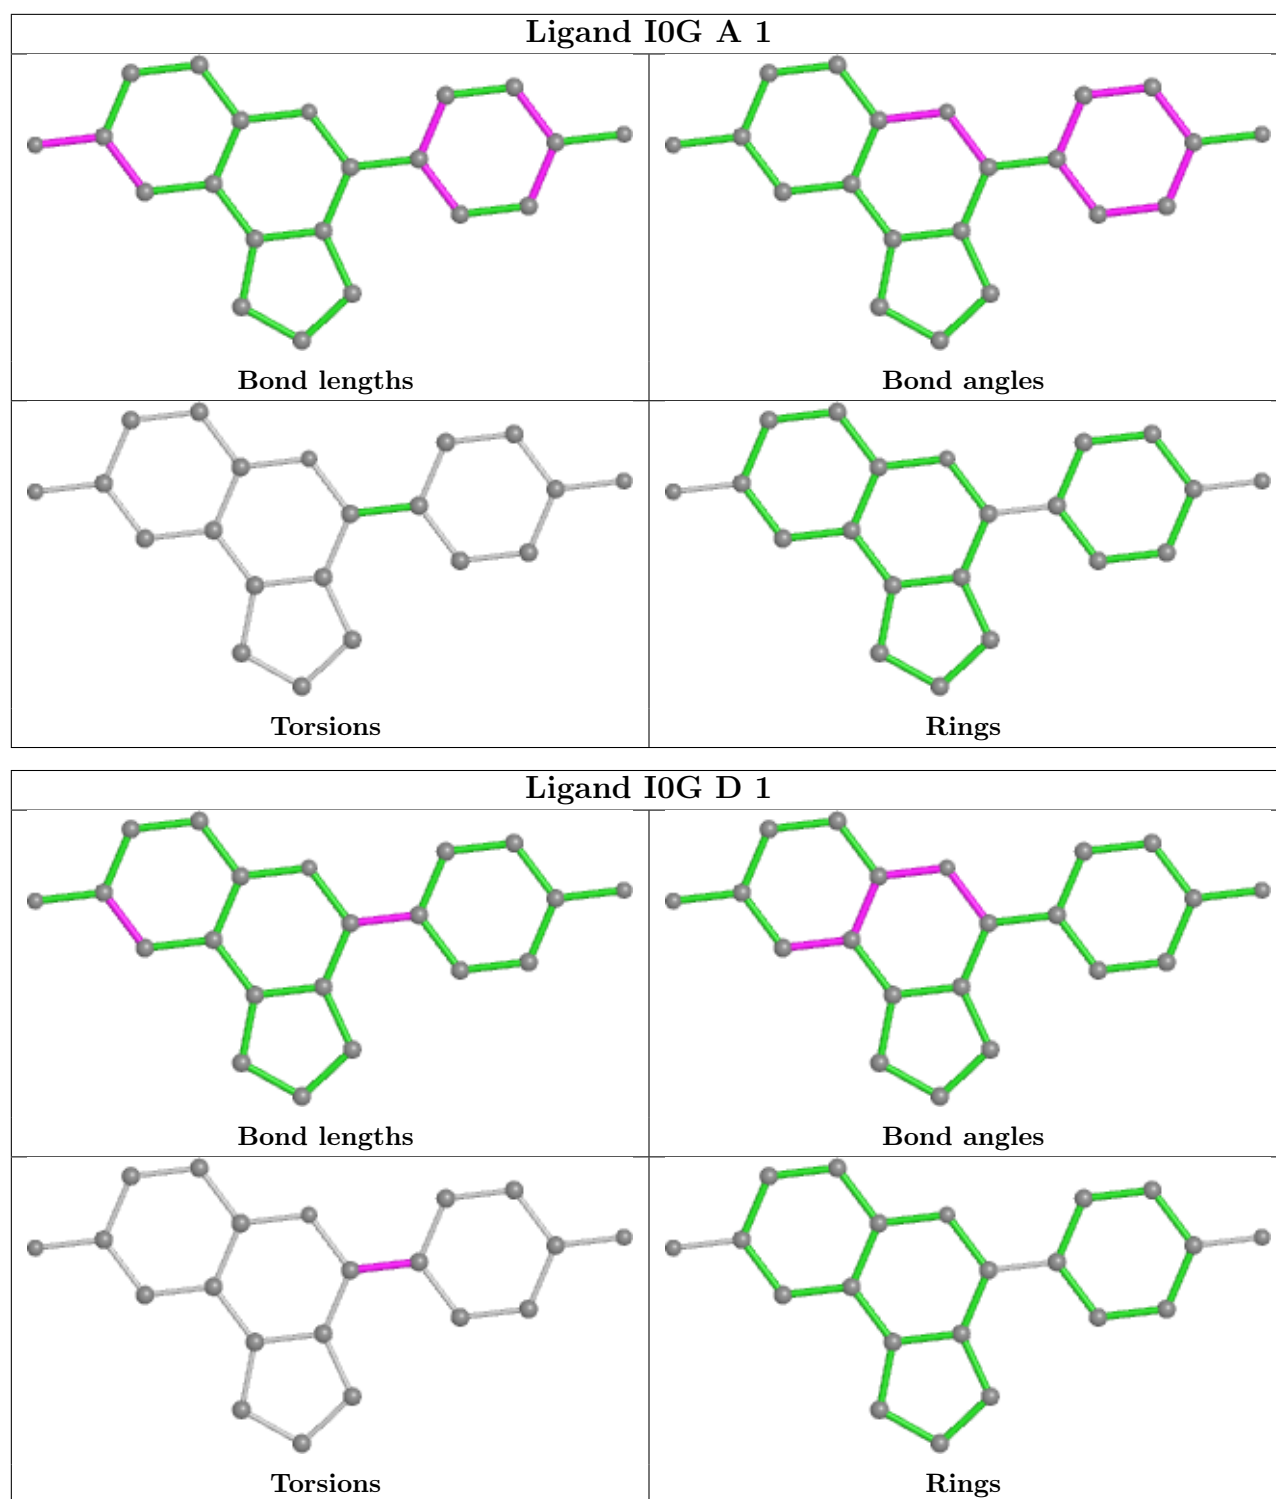 Ligand I0G A 1
Bond lengths
Bond angles
Torsions
Rings
Ligand I0G D 1
Bond lengths
Bond angles
Torsions
Rings